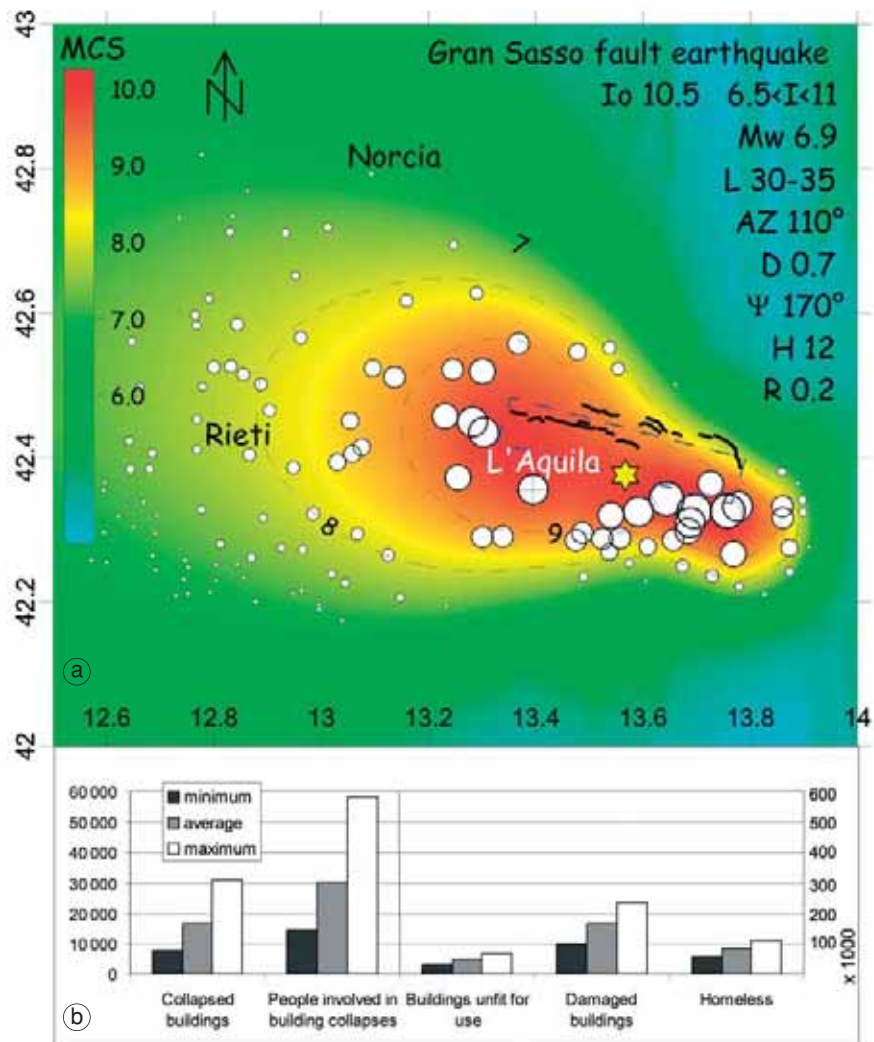 43
MCS
N
Gran Sasso fault earthquake
10.0
Io 10.5 6.5<I<11
Norcia
Mw 6.9
42.8
9.0
L 30-35
AZ 110°
8.0
7
D 0.7
42.6
7.0
Ψ 170°
H 12
6.0
R 0.2
Rieti
42.4
L'Aquila
8
9
42.2
a
12.6 12.8 13 13.2 13.4 13.6 13.8 14
42
60 000
50 000
40 000
30 000
20 000
10 000
0
minimum
average
maximum
600
500
400
300
200
100
x 1000
Collapsed
buildings
People involved in
building collapses
Buildings unfit for
use
Damaged
buildings
Homeless
b